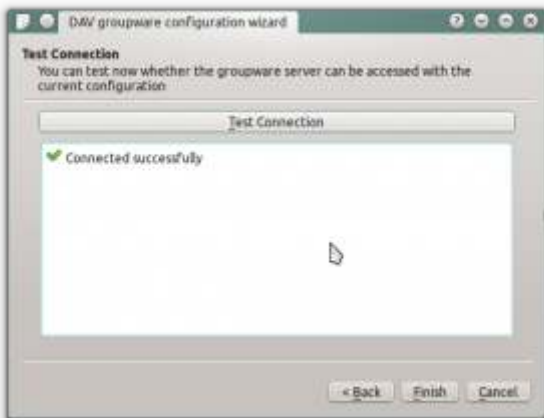 DAV groupware configuration wizard
Test Connection
You can test now whether the groupware server can be accessed with the
current configuration
Test Connection
Connected successfully
< Back Finish Cancel